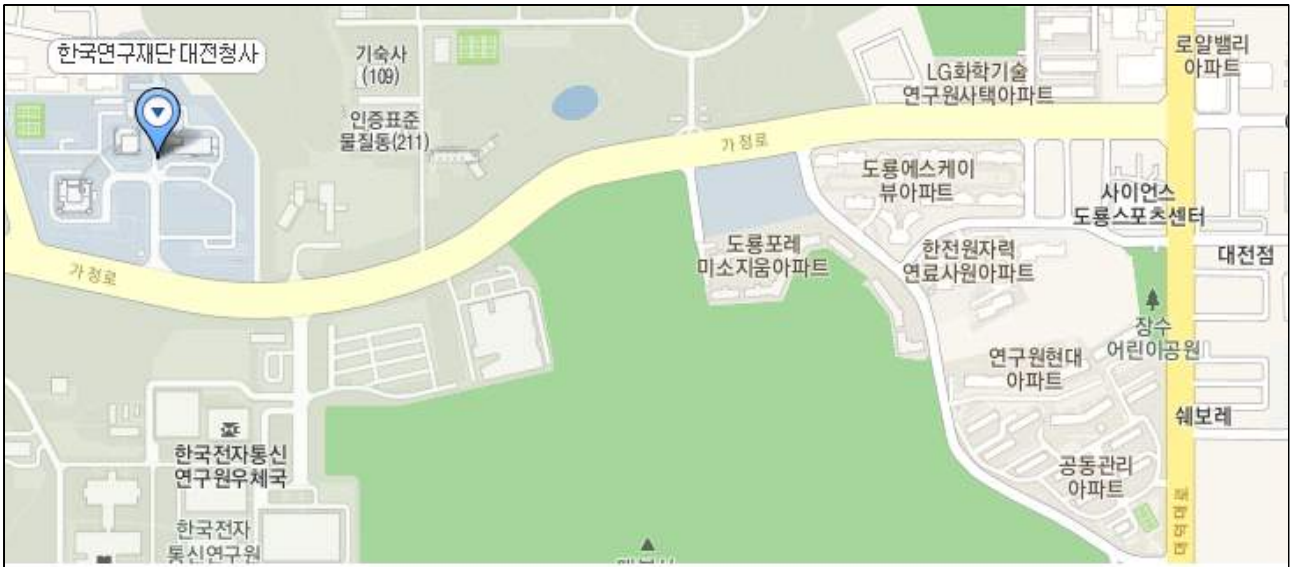 한국연구재단 대전청사
기숙사
(109)
인증표준
물질동(211)
LG화학기술
연구원사택아파트
로얄밸리
아파트
가정로
도룡에스케이
뷰아파트
사이언스
도룡스포츠센터
도룡포레
미소지움아파트
한전원자력
연료사원아파트
대전점
가정로
장수
어린이공원
연구원현대
아파트
쉐보레
한국전자통신
연구원우체국
공동관리
아파트
대덕대로
한국전자
통신연구원